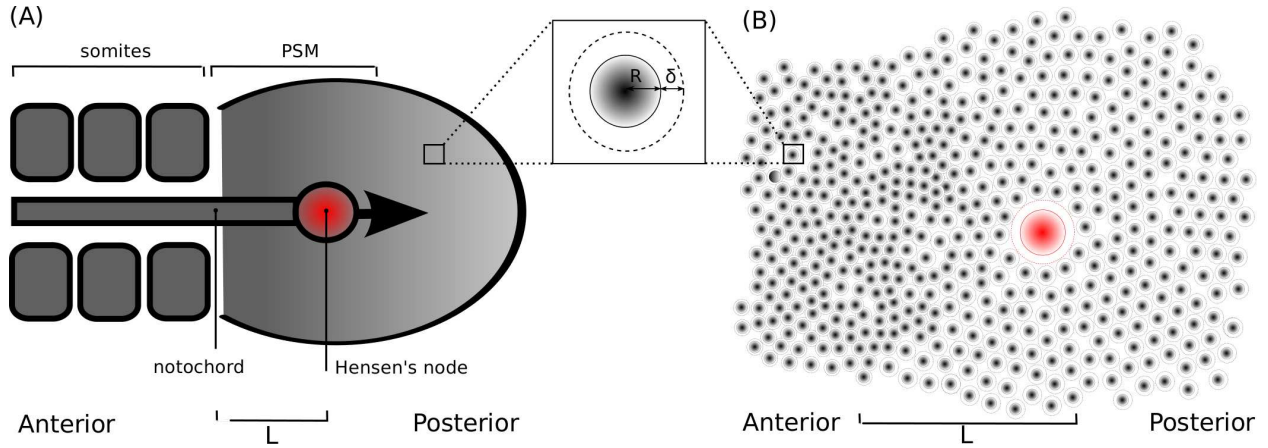 (A)
somites
PSM
R
δ
notochord
Hensen's node
Anterior
L
Posterior
(B)
Anterior
L
Posterior